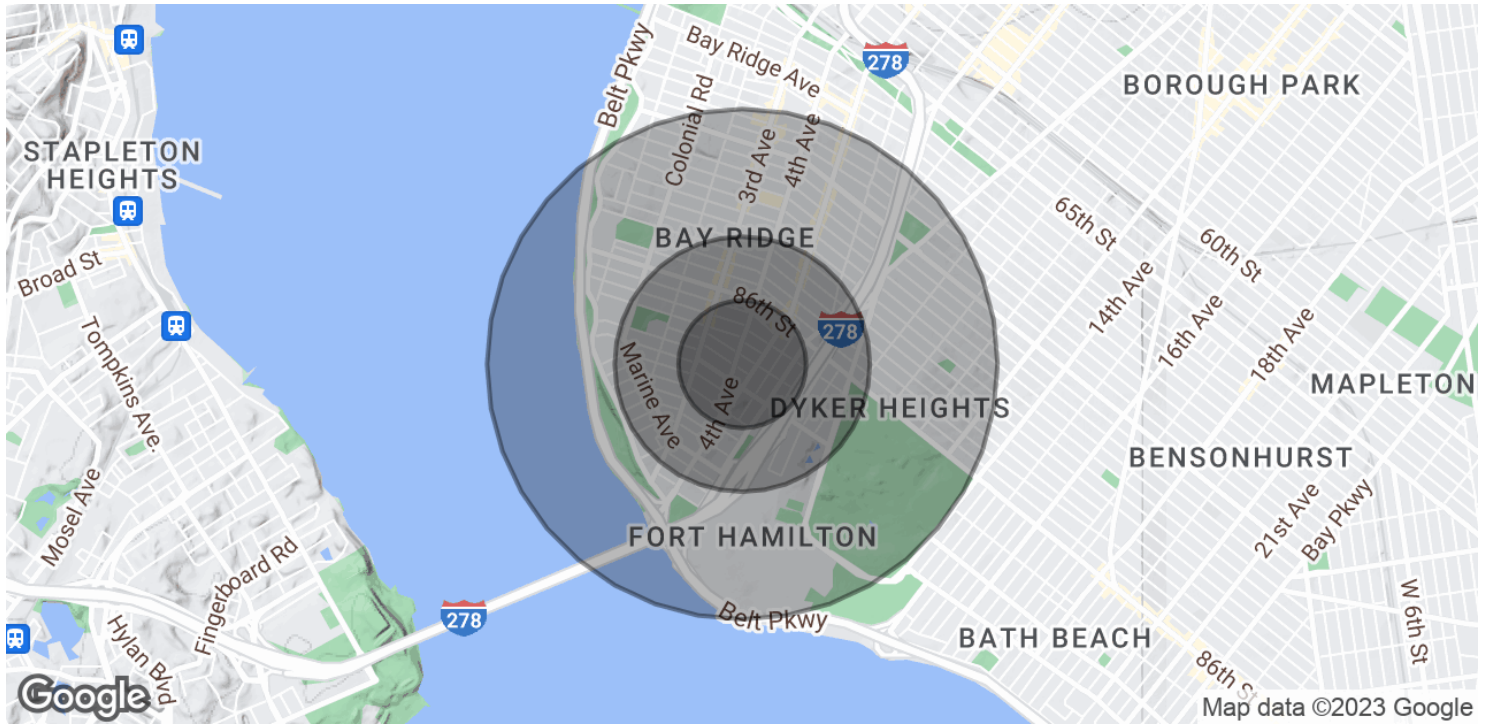 Bay Ridge Ave
278
BOROUGH PARK
Belt Pkwy
Colonial Rd
3rd Ave
4th Ave
STAPLETON
HEIGHTS
65th St
60th St
BAY RIDGE
Broad St
14th Ave
86th St
278
16th Ave
18th Ave
Tompkins Ave.
Marine Ave
4th Ave
MAPLETON
DYKER HEIGHTS
BENSONHURST
Mosel Ave
21st Ave
Bay Pkwy
FORT HAMILTON
Fingerboard Rd
278
Belt Pkwy
W 6th St
Hylan Blvd
BATH BEACH
86th St
Google
Map data ©2023 Google